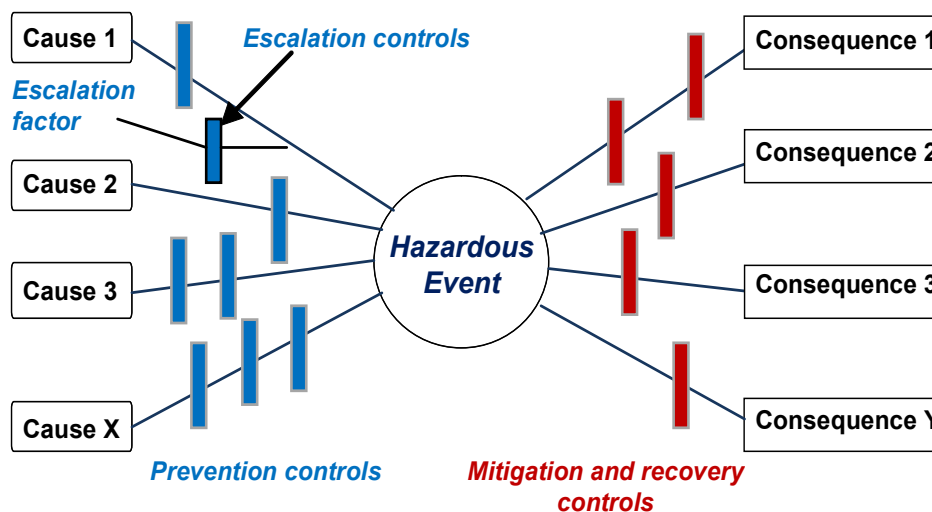 Cause 1
Escalation controls
Consequence 1
Escalation
factor
Consequence 2
Cause 2
Hazardous
Event
Cause 3
Consequence 3
Cause X
Consequence Y
Prevention controls
Mitigation and recovery
controls